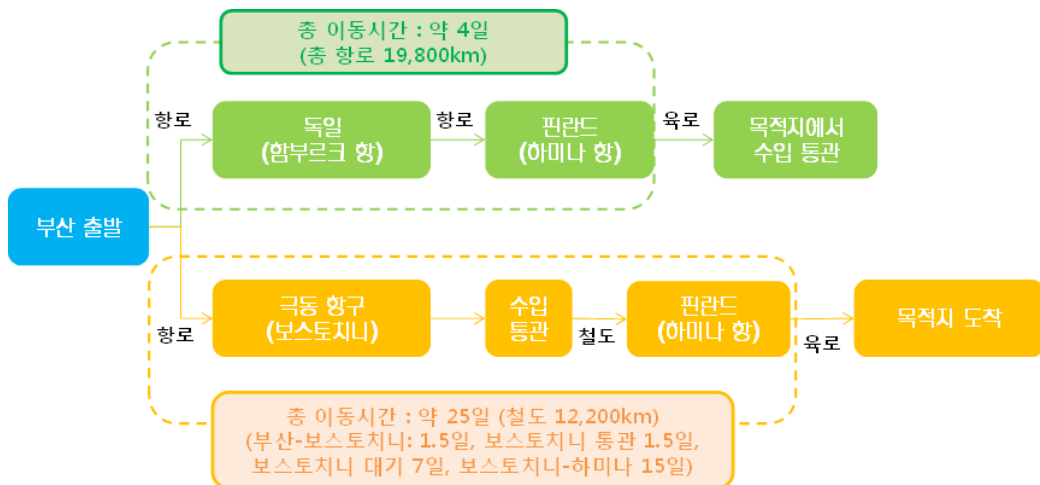 총 이동시간 : 약 4일
(총 항로 19,800km)
항로
독일
(함부르크 항)
항로
핀란드
(하미나 항)
육로
목적지에서
수입 통관
부산 출발
항로
극동 항구
(보스토치니)
수입
통관
철도
핀란드
(하미나 항)
육로
목적지 도착
총 이동시간 : 약 25일 (철도 12,200km)
(부산-보스토치니: 1.5일, 보스토치니 통관 1.5일,
보스토치니 대기 7일, 보스토치니-하미나 15일)